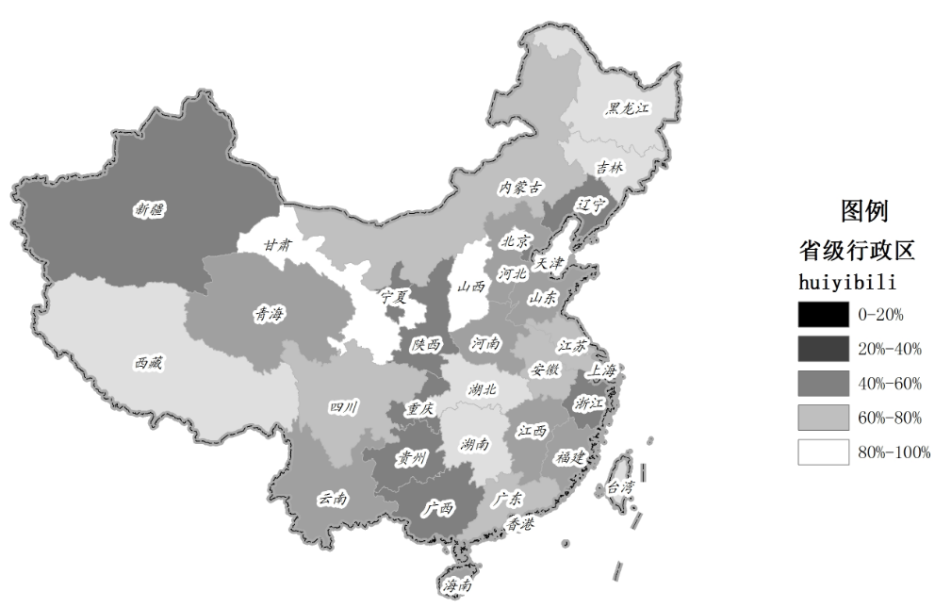 黑龙江
吉林
内蒙古
辽宁
新疆
北京
甘肃
天津
河北
山西
宁夏
山东
青海
陕西
河南
江苏
西藏
安徽
上海
湖北
四川
重庆
浙江
江西
湖南
贵州
福建
台湾
云南
广西
广东
香港
海南
图例
省级行政区
huiyibili
0-20%
20%-40%
40%-60%
60%-80%
80%-100%